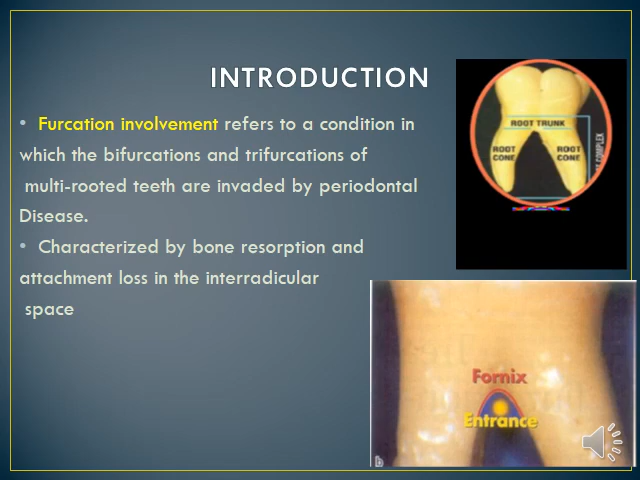 INTRODUCTION
• Furcation involvement refers to a condition in
which the bifurcations and trifurcations of
multi-rooted teeth are invaded by periodontal
Disease.
• Characterized by bone resorption and
attachment loss in the interradicular
space
ROOT TRUNK
ROOT CONE
ROOT CONE
COMPLEX
Fornix
Entrance
b